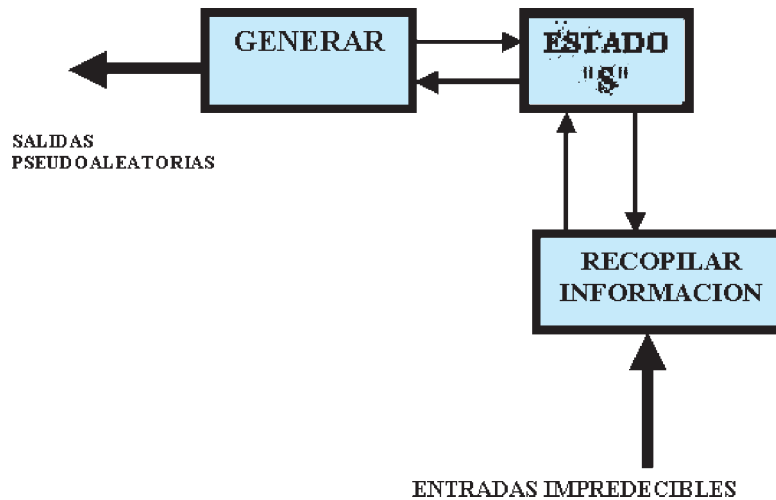 GENERAR
ESTADO
"S"
SALIDAS
PSEUDOALEATORIAS
RECOPILAR
INFORMACION
ENTRADAS IMPREDECIBLES